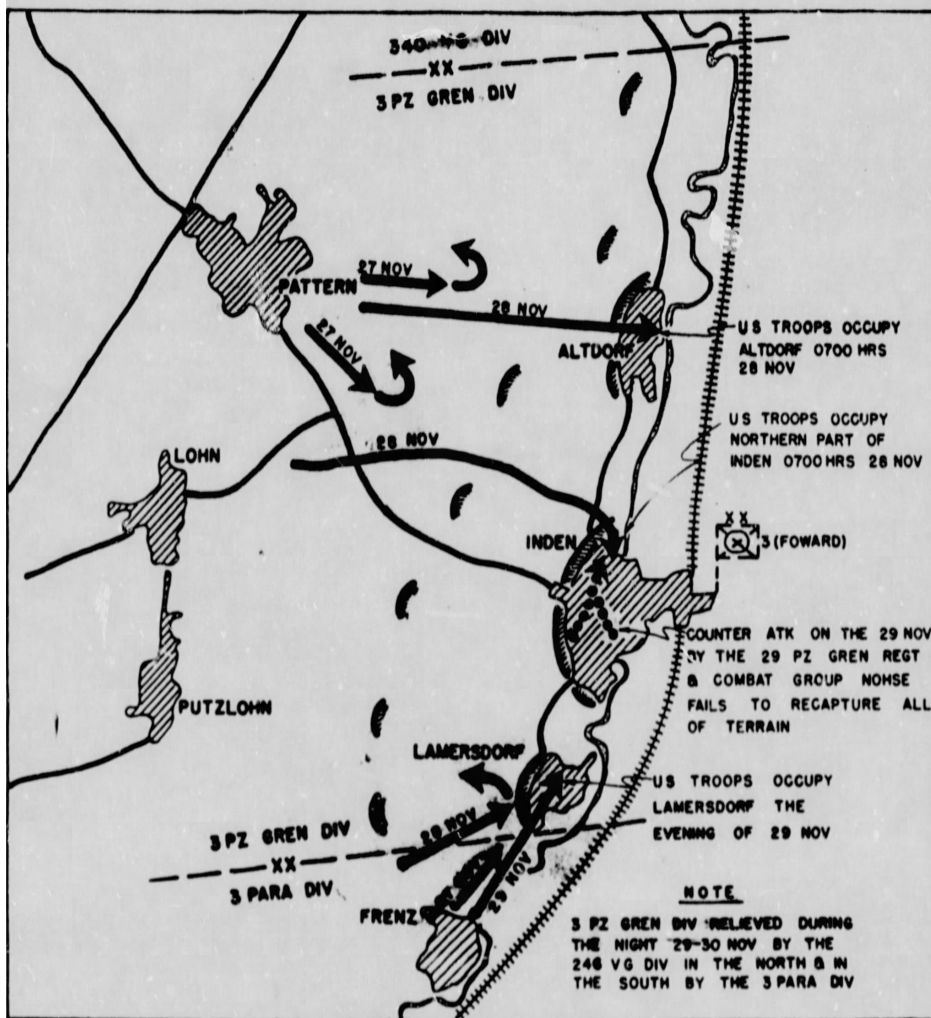 340 VG DIV
XX
3 PZ GREN DIV
PATTERN
27 NOV
28 NOV
27 NOV
ALTDORF
US TROOPS OCCUPY
ALTDORF 0700 HRS
28 NOV
US TROOPS OCCUPY
NORTHERN PART OF
INDEN 0700 HRS 28 NOV
LOHN
28 NOV
INDEN
XX
3 (FOWARD)
COUNTER ATK ON THE 29 NOV
BY THE 29 PZ GREN REGT
& COMBAT GROUP NOHSE
FAILS TO RECAPTURE ALL
OF TERRAIN
PUTZLOHN
LAMERSDORF
US TROOPS OCCUPY
LAMERSDORF THE
EVENING OF 29 NOV
3 PZ GREN DIV
XX
3 PARA DIV
29 NOV
29 NOV
FRENZ
NOTE
3 PZ GREN DIV RELIEVED DURING
THE NIGHT 29-30 NOV BY THE
246 VG DIV IN THE NORTH & IN
THE SOUTH BY THE 3 PARA DIV